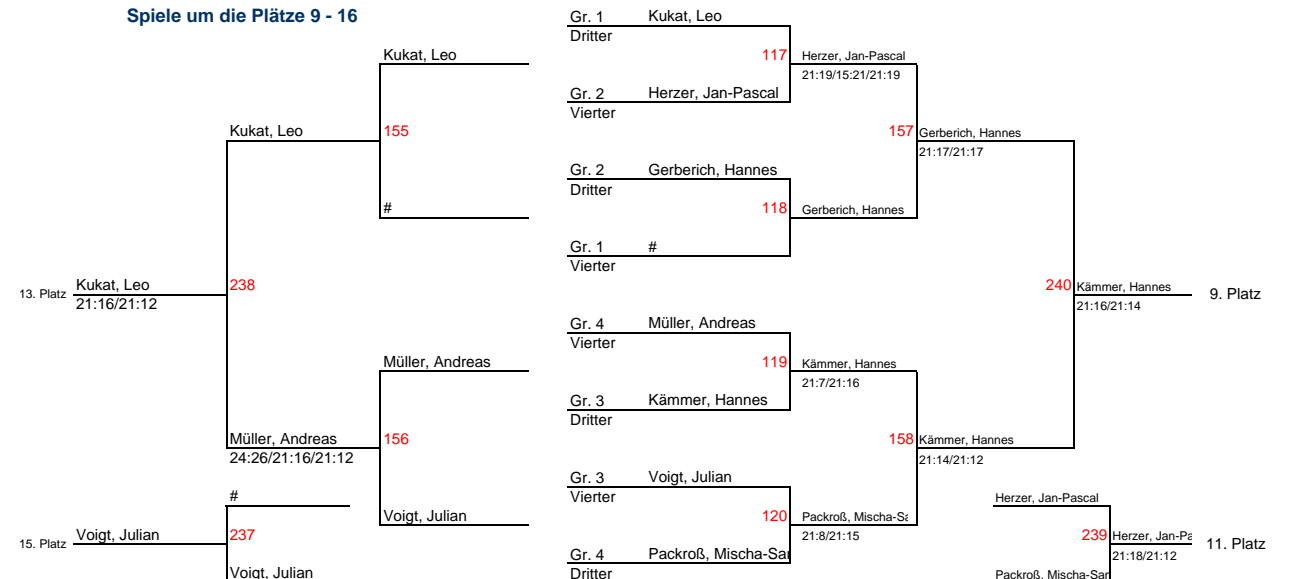 Spiele um die Plätze 9 - 16
Gr. 1 Kukat, Leo
Dritter
Kukat, Leo
117 Herzer, Jan-Pascal
21:19/15:21/21:19
Gr. 2 Herzer, Jan-Pascal
Vierter
Kukat, Leo
155
157 Gerberich, Hannes
21:17/21:17
Gr. 2 Gerberich, Hannes
Dritter
#
118 Gerberich, Hannes
Gr. 1 #
Vierter
13. Platz Kukat, Leo
21:16/21:12
238
240 Kämmer, Hannes
21:16/21:14
9. Platz
Gr. 4 Müller, Andreas
Vierter
Müller, Andreas
119 Kämmer, Hannes
21:7/21:16
Gr. 3 Kämmer, Hannes
Dritter
Müller, Andreas
24:26/21:16/21:12
156
158 Kämmer, Hannes
21:14/21:12
Gr. 3 Voigt, Julian
Vierter
#
Herzer, Jan-Pascal
Voigt, Julian
120 Packroß, Mischa-Sa
21:8/21:15
15. Platz Voigt, Julian
237
239 Herzer, Jan-Pa
21:18/21:12
11. Platz
Gr. 4 Packroß, Mischa-Sar
Dritter
Voigt, Julian
Packroß, Mischa-Sar